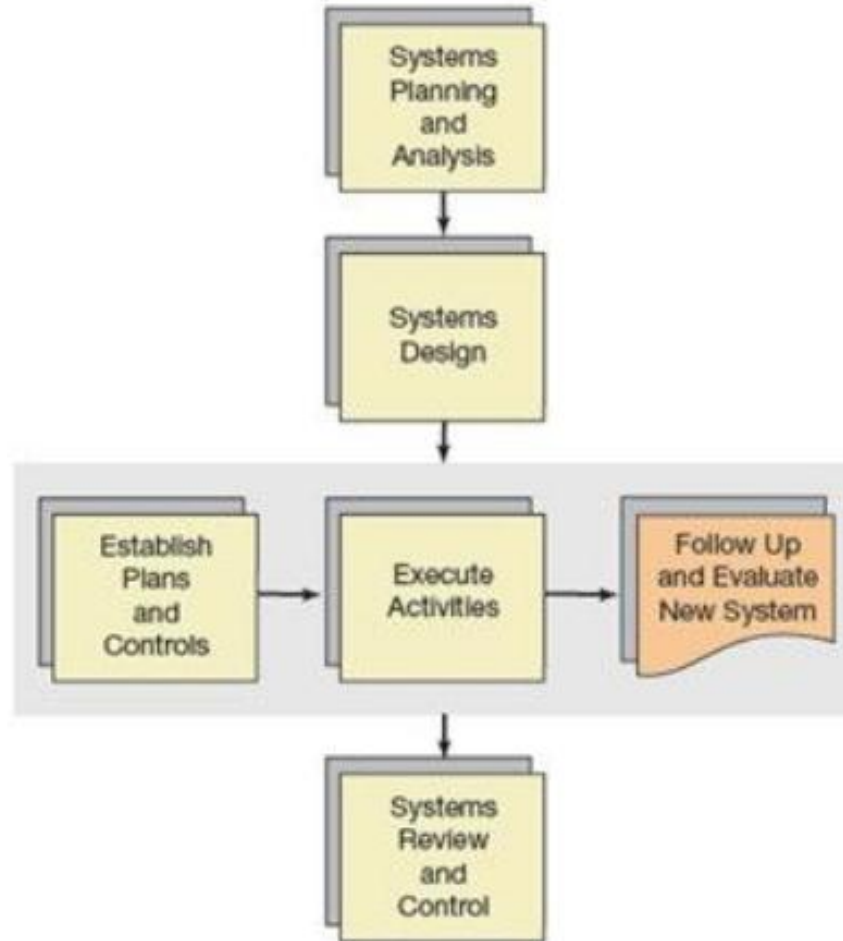 Systems
Planning
and
Analysis
Systems
Design
Establish
Plans
and
Controls
Execute
Activities
Follow Up
and Evaluate
New System
Systems
Review
and
Control